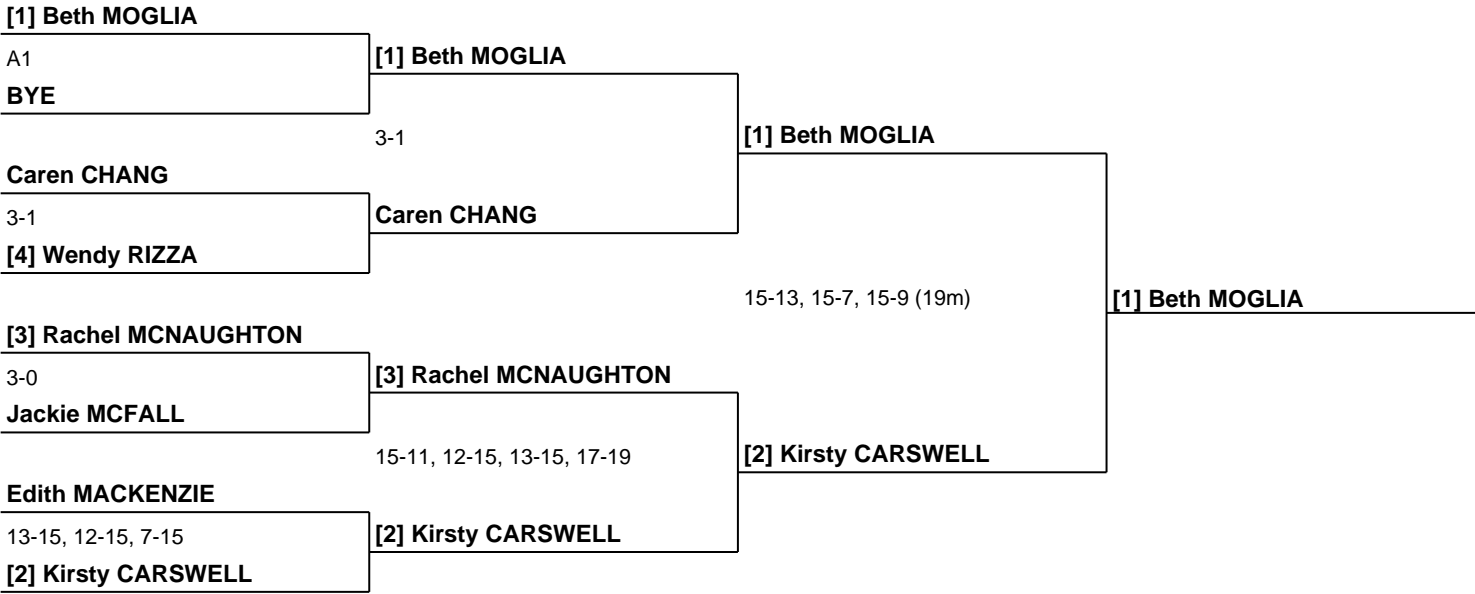 [1] Beth MOGLIA
A1
BYE
[1] Beth MOGLIA
3-1
Caren CHANG
3-1
[4] Wendy RIZZA
Caren CHANG
[1] Beth MOGLIA
15-13, 15-7, 15-9 (19m)
[1] Beth MOGLIA
[3] Rachel MCNAUGHTON
3-0
Jackie MCFALL
[3] Rachel MCNAUGHTON
15-11, 12-15, 13-15, 17-19
[2] Kirsty CARSWELL
Edith MACKENZIE
13-15, 12-15, 7-15
[2] Kirsty CARSWELL
[2] Kirsty CARSWELL